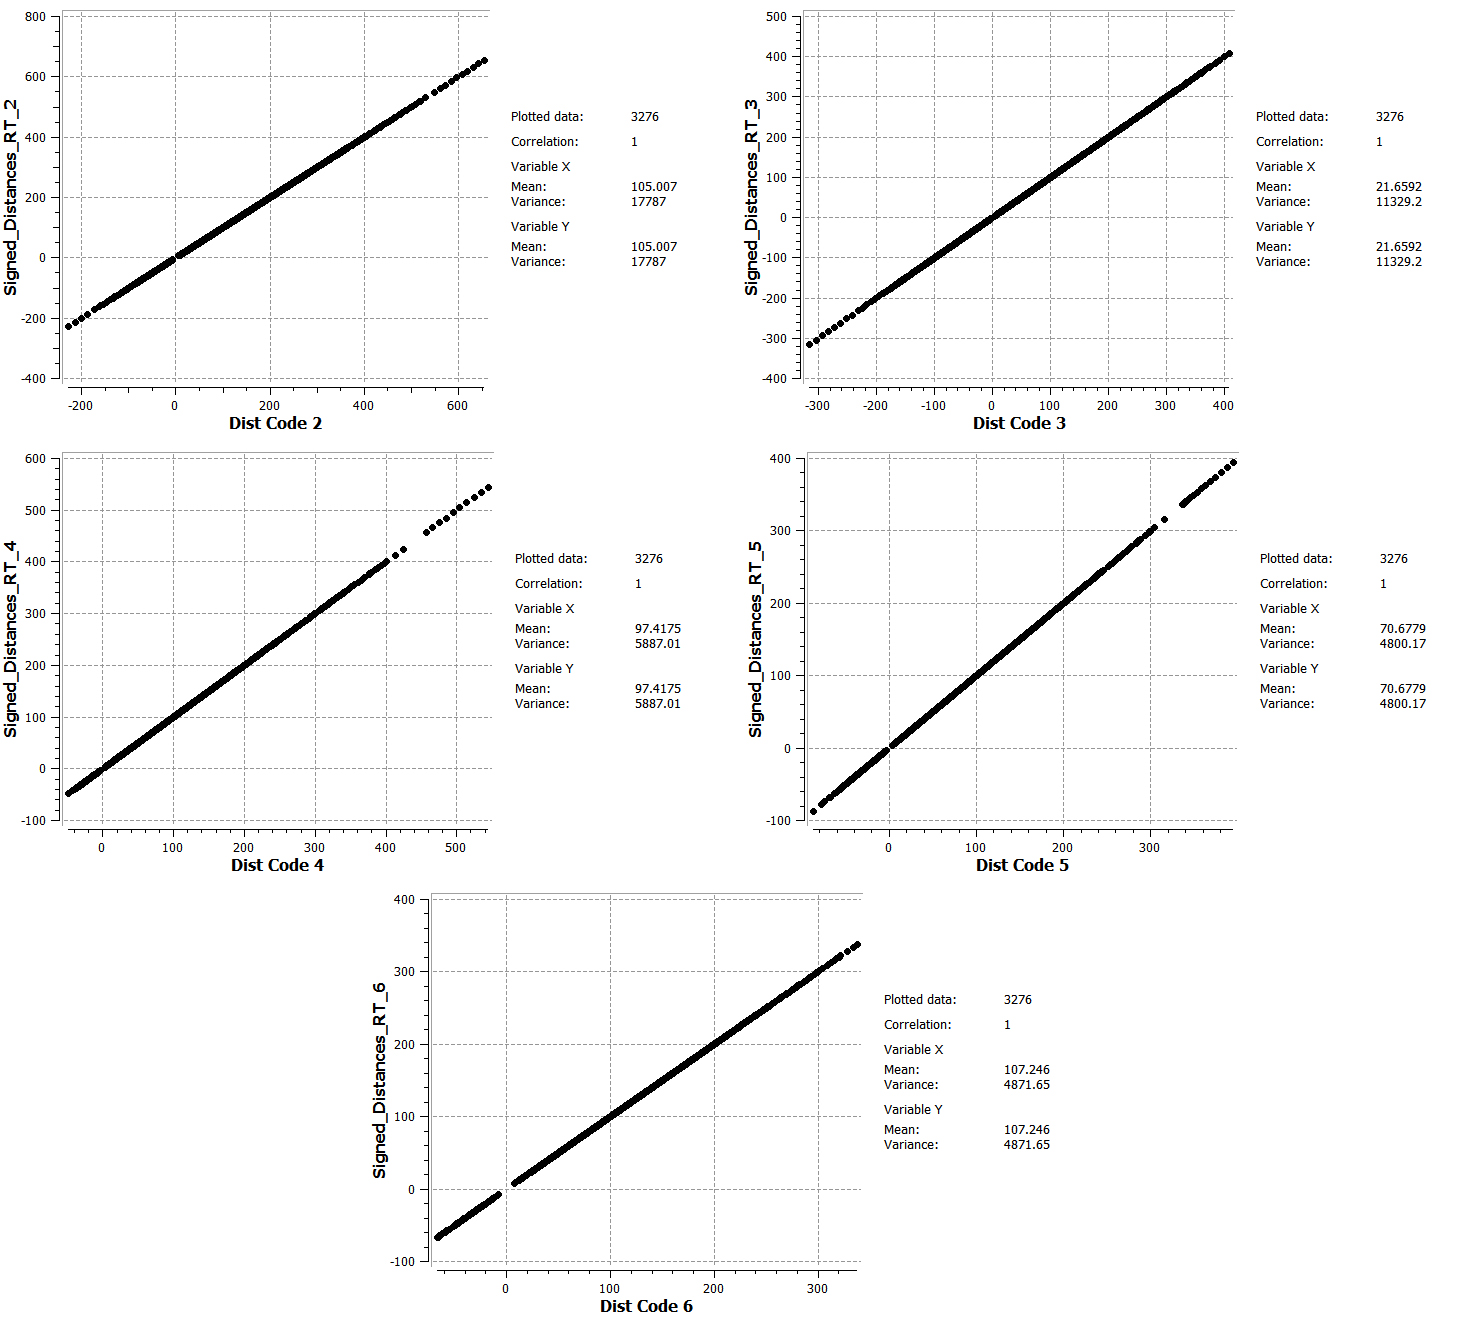 800
600
400
200
0
-200
-400
Signed_Distances_RT_2
-200 0 200 400 600
Dist Code 2
Plotted data: 3276
Correlation: 1
Variable X
Mean: 105.007
Variance: 17787
Variable Y
Mean: 105.007
Variance: 17787
500
400
300
200
100
0
-100
-200
-300
-400
Signed_Distances_RT_3
-300 -200 -100 0 100 200 300 400
Dist Code 3
Plotted data: 3276
Correlation: 1
Variable X
Mean: 21.6592
Variance: 11329.2
Variable Y
Mean: 21.6592
Variance: 11329.2
600
500
400
300
200
100
0
-100
Signed_Distances_RT_4
0 100 200 300 400 500
Dist Code 4
Plotted data: 3276
Correlation: 1
Variable X
Mean: 97.4175
Variance: 5887.01
Variable Y
Mean: 97.4175
Variance: 5887.01
400
300
200
100
0
-100
Signed_Distances_RT_5
0 100 200 300
Dist Code 5
Plotted data: 3276
Correlation: 1
Variable X
Mean: 70.6779
Variance: 4800.17
Variable Y
Mean: 70.6779
Variance: 4800.17
400
300
200
100
0
-100
Signed_Distances_RT_6
0 100 200 300
Dist Code 6
Plotted data: 3276
Correlation: 1
Variable X
Mean: 107.246
Variance: 4871.65
Variable Y
Mean: 107.246
Variance: 4871.65